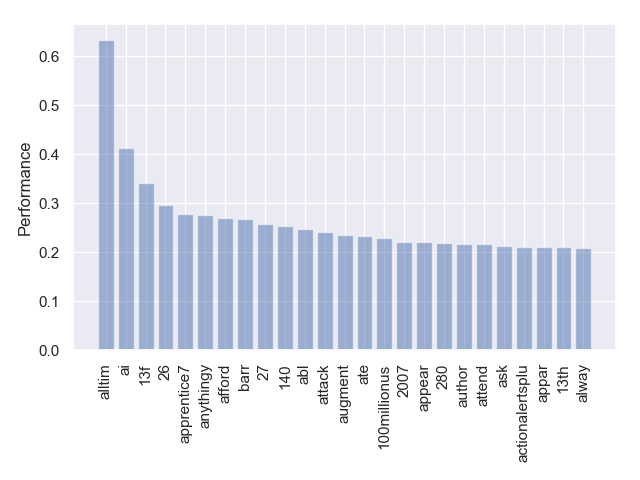 0.6
0.5
0.4
0.3
0.2
0.1
0.0
Performance
alltim
ai
13f
26
apprentice7
anythingy
afford
barr
27
140
abl
attack
augment
ate
100millionus
2007
appear
280
author
attend
ask
actionalertsplu
appar
13th
alway